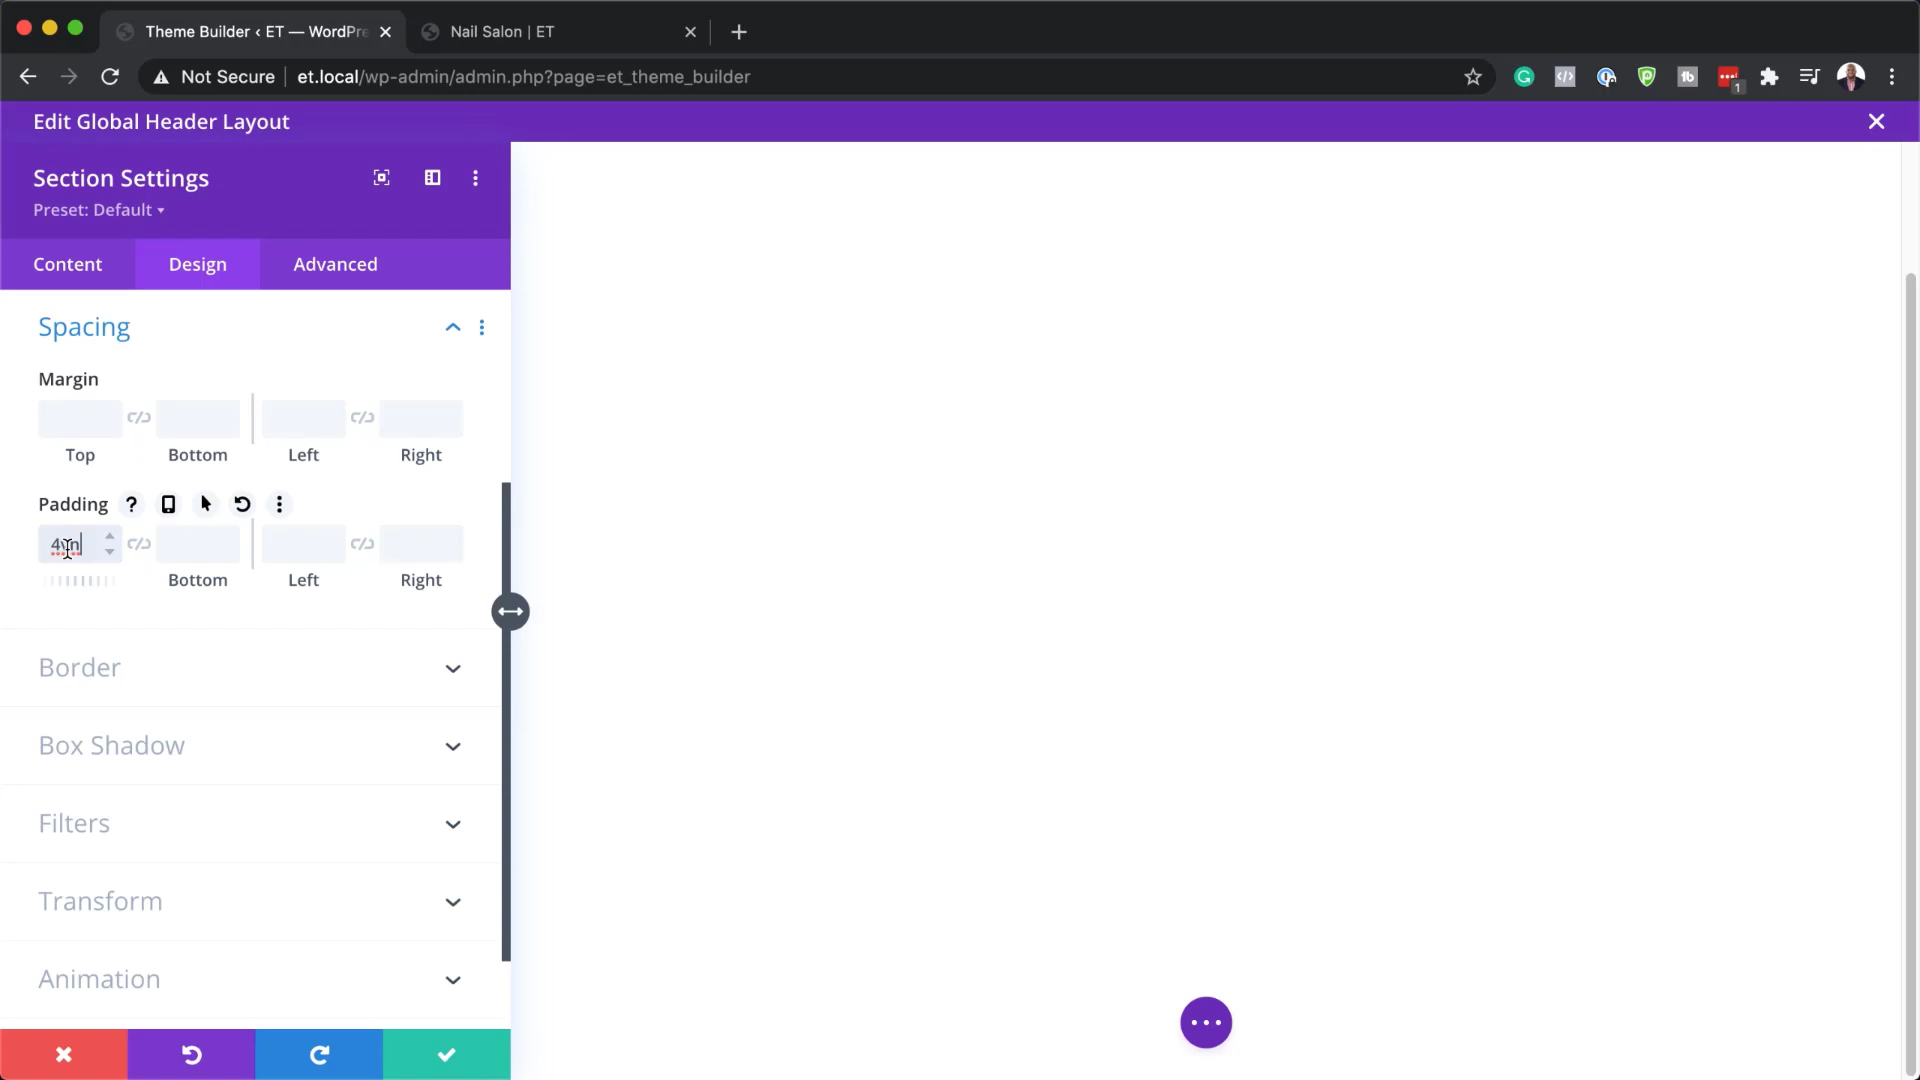 Theme Builder ‹ ET — WordPre
Nail Salon | ET
Not Secure
et.local/wp-admin/admin.php?page=et_theme_builder
1
Edit Global Header Layout
Section Settings
Preset: Default
Content
Design
Advanced
Spacing
Margin
Top
Bottom
Left
Right
Padding
Bottom
Left
Right
Border
Box Shadow
Filters
Transform
Animation